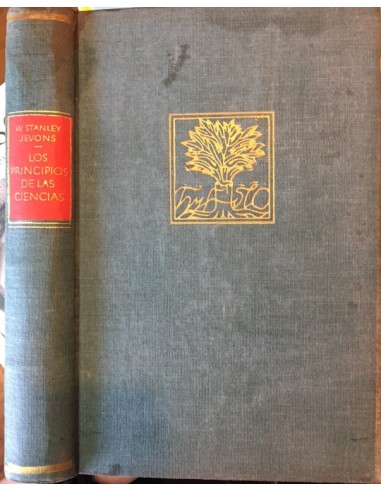 W. STANLEY
JEVONS
LOS
PRINCIPIOS
DE LAS
CIENCIAS